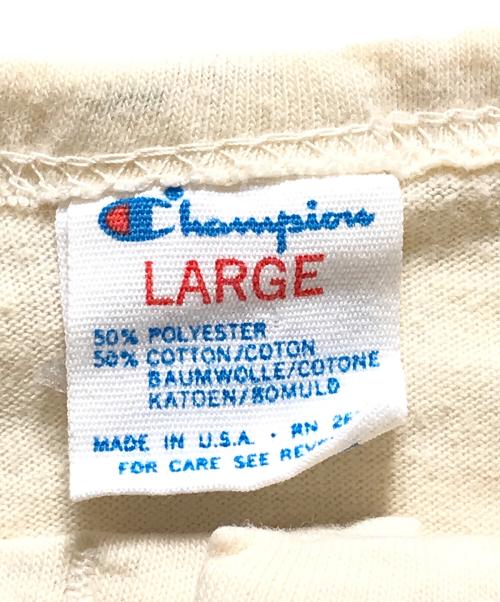 Champion
LARGE
50% POLYESTER
50% COTTON/COTON
BAUMWOLLE/COTONE
KATOEN/BOMULD
MADE IN U.S.A. · RN
FOR CARE SEE